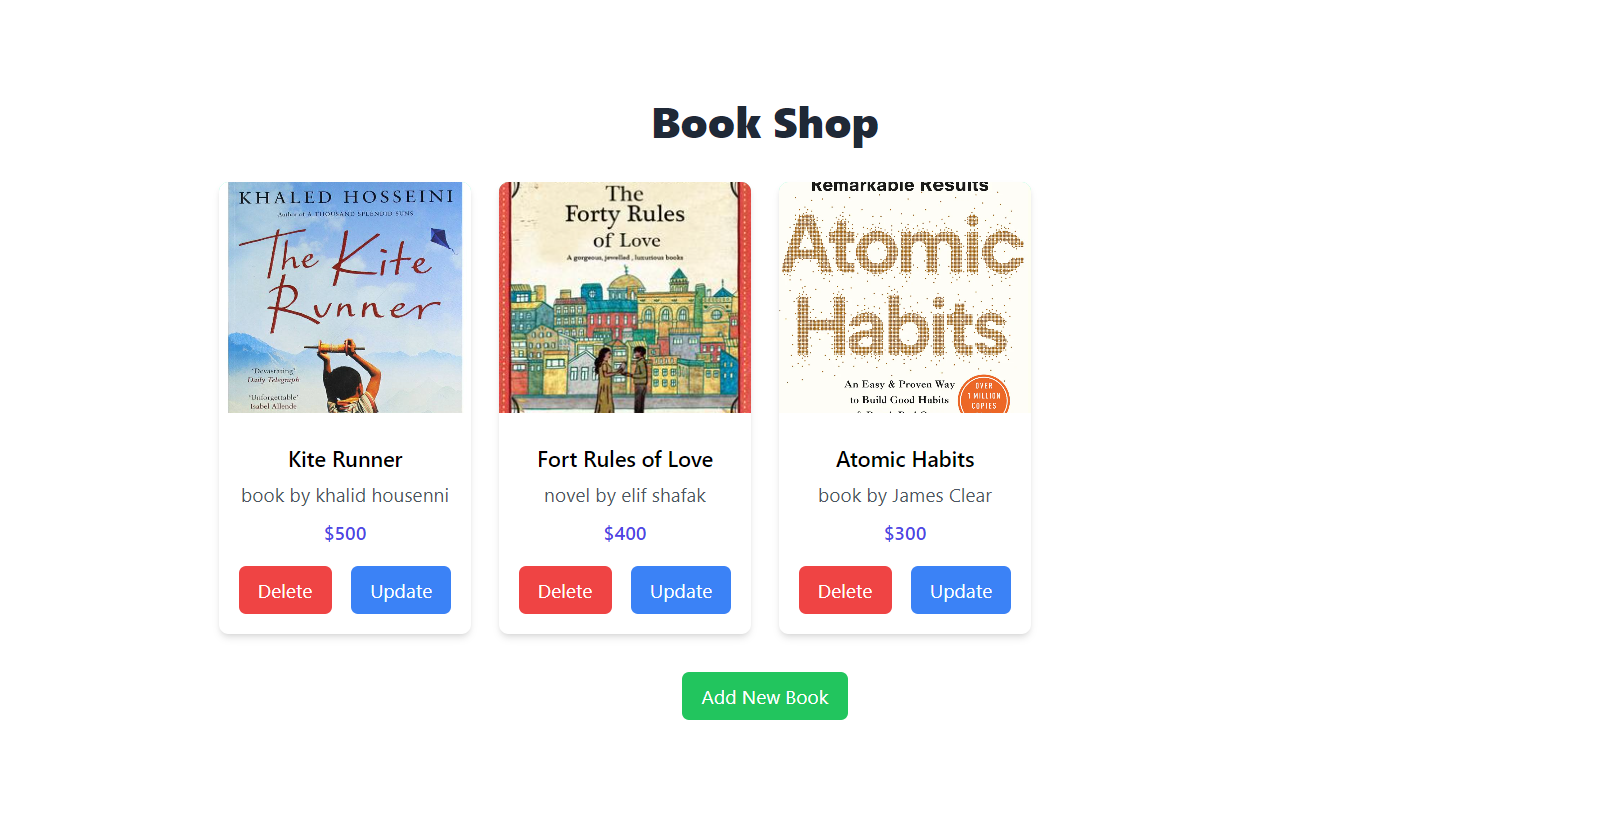 Book Shop
KHALED HOSSEINI
Author of A THOUSAND SPLENDID SUNS
The Kite
Runner
'Devastating'
Daily Telegraph
'Unforgettable'
Isabel Allende
Kite Runner
book by khalid housenni
$500
Delete
Update
The
Forty Rules
of Love
A gorgeous, jewelled , luxurious books
Fort Rules of Love
novel by elif shafak
$400
Delete
Update
Remarkable Results
Atomic
Habits
An Easy & Proven Way
to Build Good Habits
OVER
1 MILLION
COPIES
Atomic Habits
book by James Clear
$300
Delete
Update
Add New Book